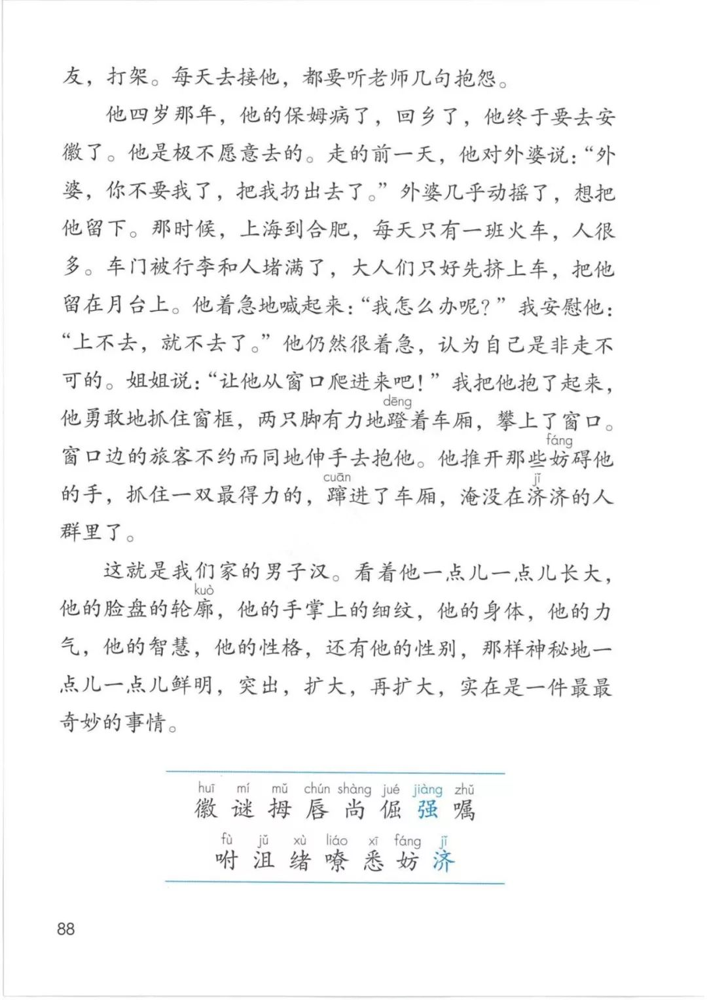 友，打架。每天去接他，都要听老师几句抱怨。
他四岁那年，他的保姆病了，回乡了，他终于要去安
徽了。他是极不愿意去的。走的前一天，他对外婆说：“外
婆，你不要我了，把我扔出去了。”外婆几乎动摇了，想把
他留下。那时候，上海到合肥，每天只有一班火车，人很
多。车门被行李和人堵满了，大人们只好先挤上车，把他
留在月台上。他着急地喊起来：“我怎么办呢？”我安慰他：
“上不去，就不去了。”他仍然很着急，认为自己是非走不
可的。姐姐说：“让他从窗口爬进来吧！”我把他抱了起来，
dēng
他勇敢地抓住窗框，两只脚有力地蹬着车厢，攀上了窗口。
fáng
窗口边的旅客不约而同地伸手去抱他。他推开那些妨碍他
cuān jǐ
的手，抓住一双最得力的，蹿进了车厢，淹没在济济的人
群里了。
这就是我们家的男子汉。看着他一点儿一点儿长大，
kuò
他的脸盘的轮廓，他的手掌上的细纹，他的身体，他的力
气，他的智慧，他的性格，还有他的性别，那样神秘地一
点儿一点儿鲜明，突出，扩大，再扩大，实在是一件最最
奇妙的事情。
huī mí mǔ chún shàng jué jiàng zhǔ
徽 谜 拇 唇 尚 倔 强 嘱
fù jǔ xù liáo xī fáng jǐ
咐 沮 绪 嘹 悉 妨 济
88